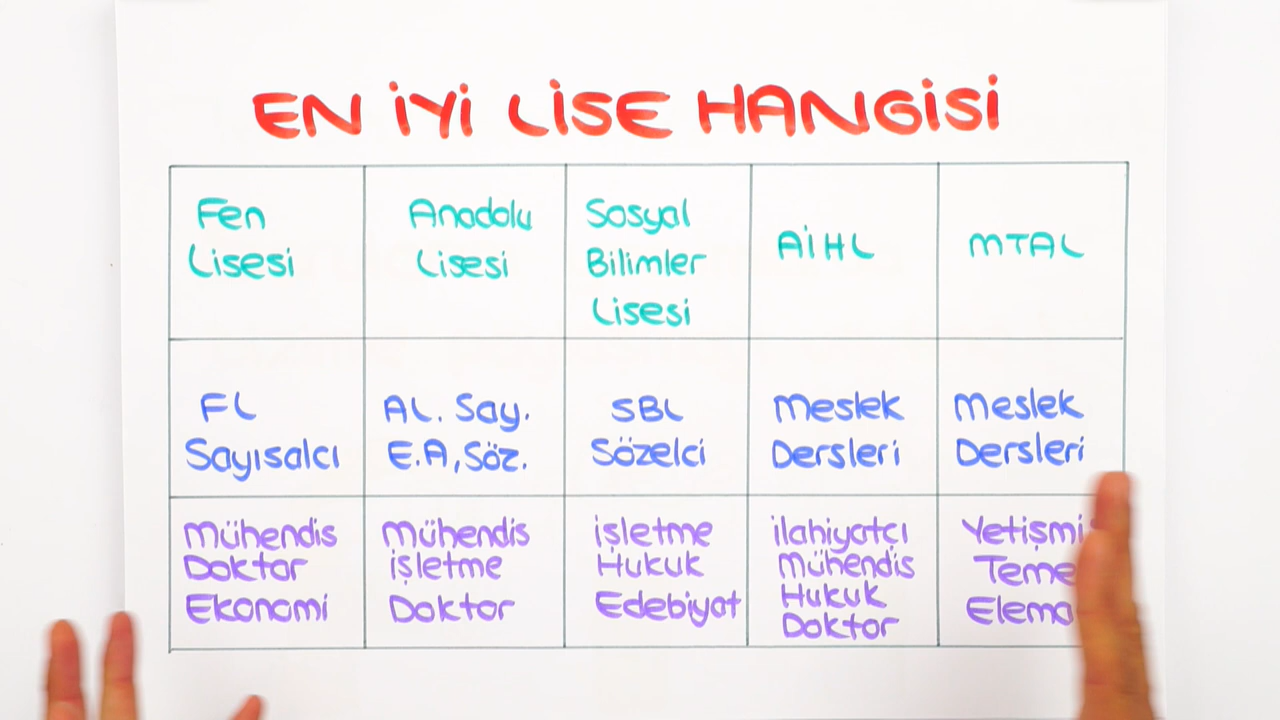 EN İYİ LİSE HANGİSİ
Fen
Lisesi
Anadolu
Lisesi
Sosyal
Bilimler
Lisesi
AİHL
MTAL
FL
Sayısalcı
AL. Say.
E.A, Söz.
SBL
Sözelci
Meslek
Dersleri
Meslek
Dersleri
Mühendis
Doktor
Ekonomi
Mühendis
işletme
Doktor
işletme
Hukuk
Edebiyat
ilahiyatcı
Mühendis
Hukuk
Doktor